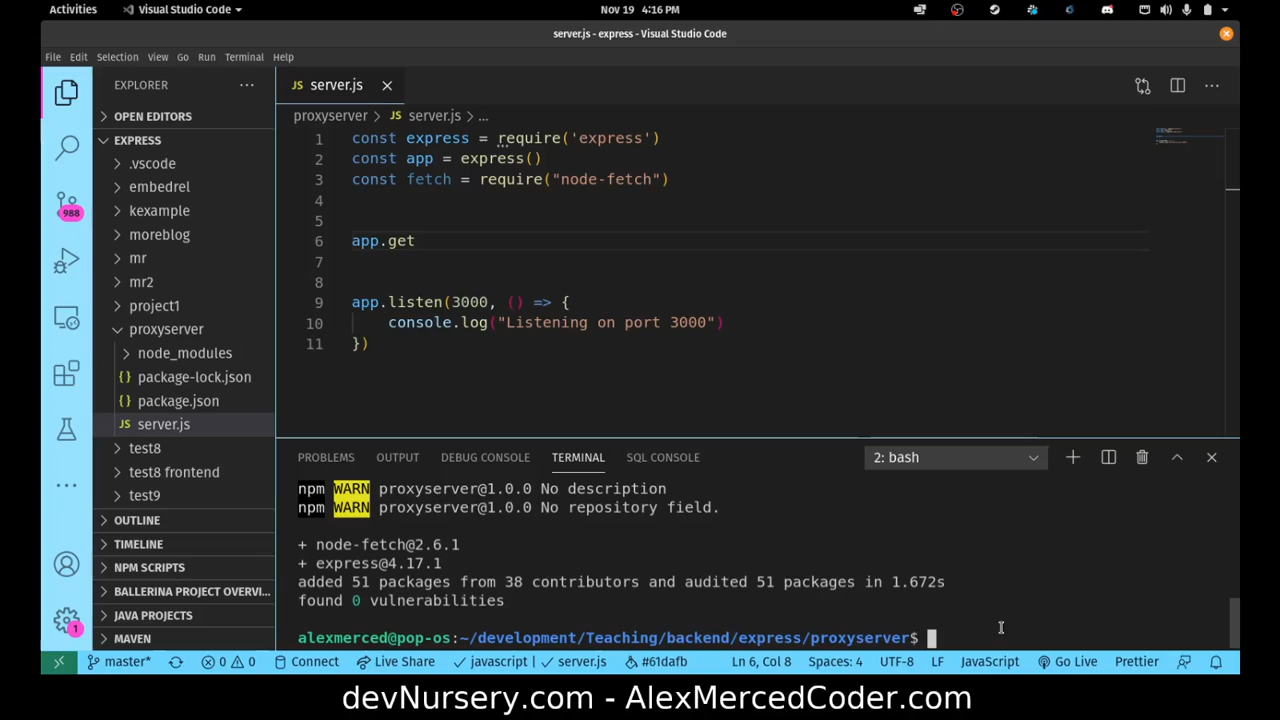 Activities Visual Studio Code Nov 19 4:16 PM
server.js - express - Visual Studio Code
File Edit Selection View Go Run Terminal Help
EXPLORER
OPEN EDITORS
EXPRESS
.vscode
embedrel
kexample
moreblog
mr
mr2
project1
proxyserver
node_modules
{} package-lock.json
{} package.json
JS server.js
test8
test8 frontend
test9
OUTLINE
TIMELINE
NPM SCRIPTS
BALLERINA PROJECT OVERVI...
JAVA PROJECTS
MAVEN
988
1
JS server.js
proxyserver > JS server.js > ...
1 const express = require('express')
2 const app = express()
3 const fetch = require("node-fetch")
4
5
6 app.get
7
8
9 app.listen(3000, () => {
10 console.log("Listening on port 3000")
11 })
PROBLEMS OUTPUT DEBUG CONSOLE TERMINAL SQL CONSOLE 2: bash
npm WARN proxyserver@1.0.0 No description
npm WARN proxyserver@1.0.0 No repository field.
+ node-fetch@2.6.1
+ express@4.17.1
added 51 packages from 38 contributors and audited 51 packages in 1.672s
found 0 vulnerabilities
alexmerced@pop-os:~/development/Teaching/backend/express/proxyserver$
master* 0 0 Connect Live Share javascript | server.js #61dafb Ln 6, Col 8 Spaces: 4 UTF-8 LF JavaScript Go Live Prettier
devNursery.com - AlexMercedCoder.com